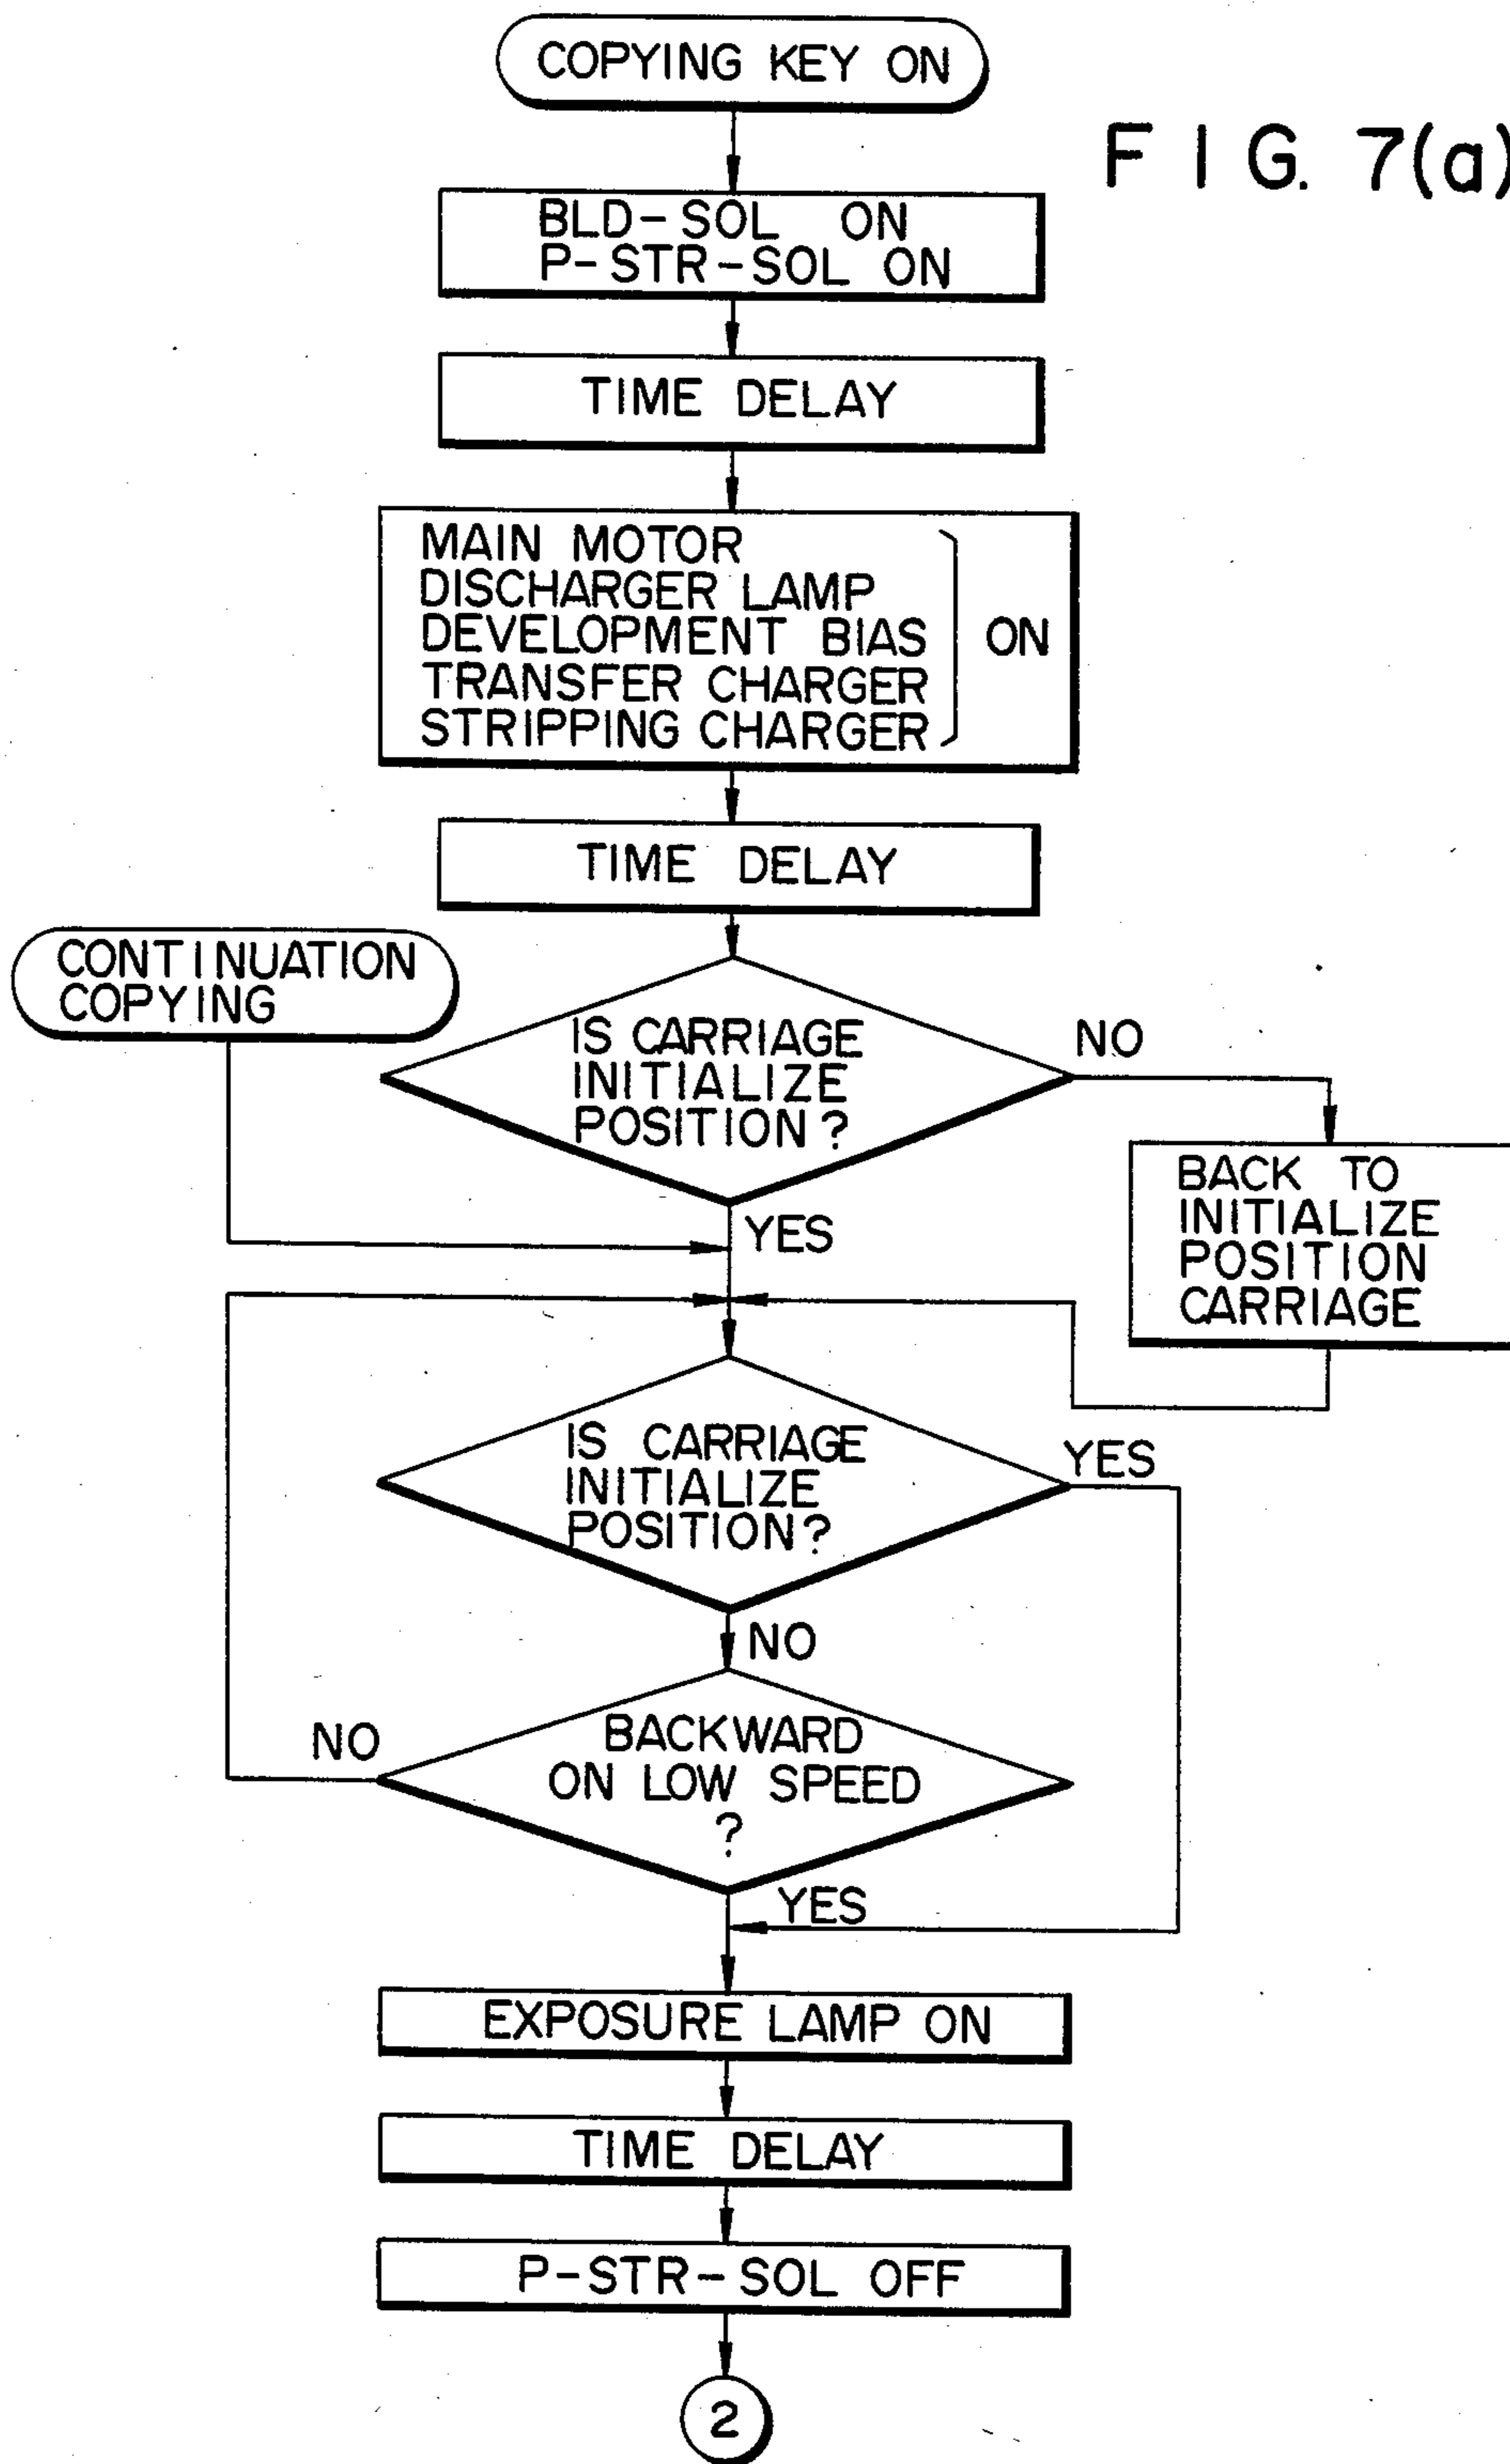 COPYING KEY ON
FIG. 7(a)
BLD-SOL ON
P-STR-SOL ON
TIME DELAY
MAIN MOTOR
DISCHARGER LAMP
DEVELOPMENT BIAS
TRANSFER CHARGER
STRIPPING CHARGER
ON
TIME DELAY
CONTINUATION
COPYING
IS CARRIAGE
INITIALIZE
POSITION?
NO
YES
BACK TO
INITIALIZE
POSITION
CARRIAGE
IS CARRIAGE
INITIALIZE
POSITION?
YES
NO
BACKWARD
ON LOW SPEED
?
NO
YES
EXPOSURE LAMP ON
TIME DELAY
P-STR-SOL OFF
2